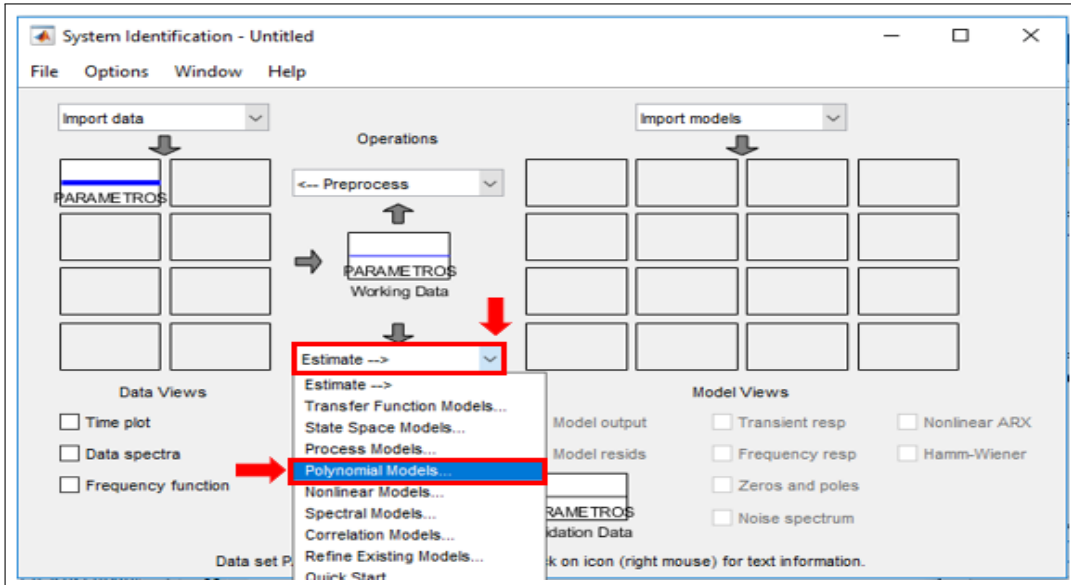 System Identification - Untitled
File Options Window Help
Import data
Import models
Operations
<-- Preprocess
PARAMETROS
PARAMETROS
Working Data
Estimate -->
Estimate -->
Transfer Function Models...
State Space Models...
Process Models...
Polynomial Models...
Nonlinear Models...
Spectral Models...
Correlation Models...
Refine Existing Models...
Quick Start
Data Views
Time plot
Data spectra
Frequency function
Model Views
Model output
Transient resp
Nonlinear ARX
Model resids
Frequency resp
Hamm-Wiener
Zeros and poles
Noise spectrum
RAMETROS
idation Data
Data set P
k on icon (right mouse) for text information.